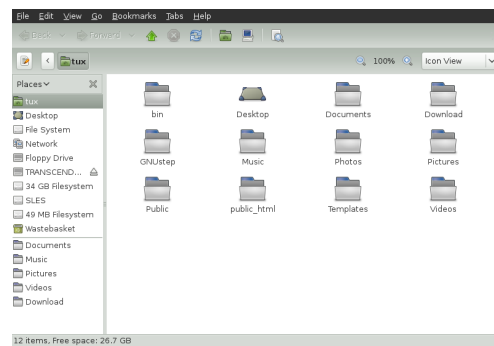 File Edit View Go Bookmarks Tabs Help
Back Forward
tux 100% Icon View
Places
tux
Desktop
File System
Network
Floppy Drive
TRANSCEND...
34 GB Filesystem
SLES
49 MB Filesystem
Wastebasket
Documents
Music
Pictures
Videos
Download
bin Desktop Documents Download
GNUstep Music Photos Pictures
Public public_html Templates Videos
12 items, Free space: 26.7 GB